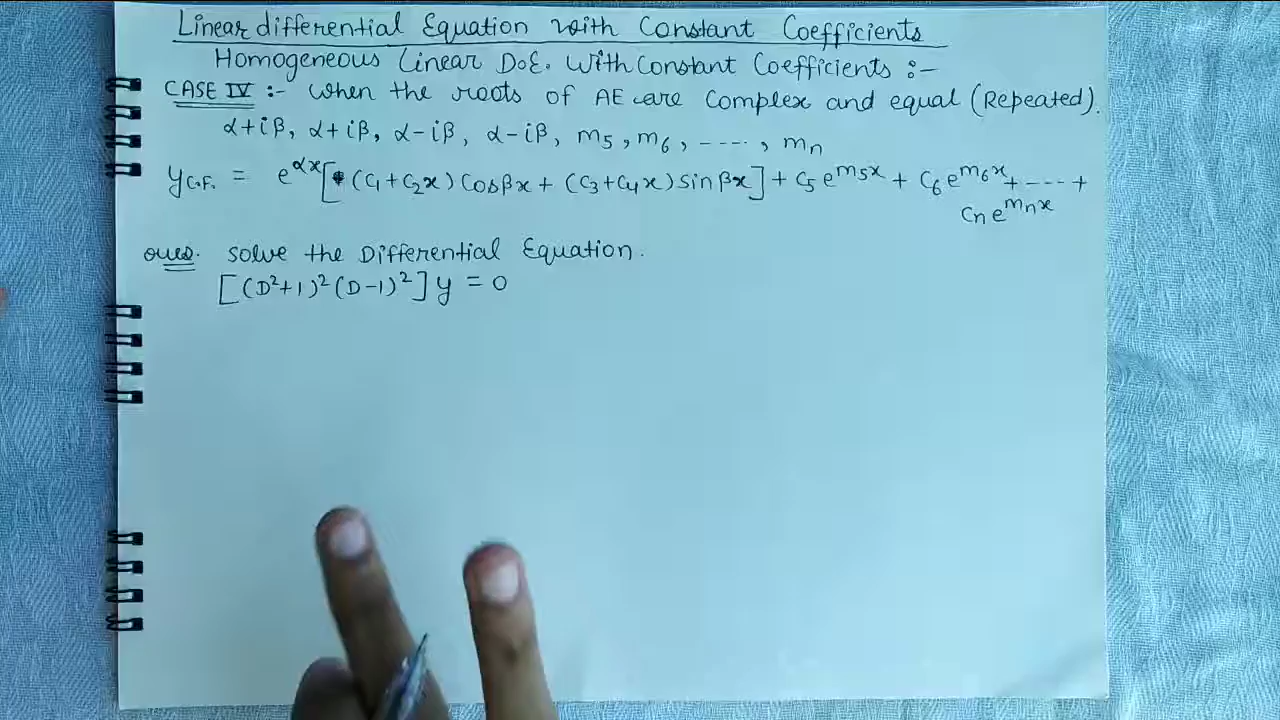 Linear differential Equation with Constant Coefficients
Homogeneous Linear D.E. With Constant Coefficients :-
CASE IV :- When the roots of AE are Complex and equal (Repeated).
α+iβ, α+iβ, α-iβ, α-iβ, m₅, m₆, ----, mₙ
y_C.F. = e^αx [(C₁+C₂x) Cosβx + (C₃+C₄x) Sinβx] + C₅e^m₅x + C₆e^m₆x + ---- +
Cₙe^mₙx
Ques. Solve the Differential Equation.
[(D²+1)²(D-1)²]y = 0